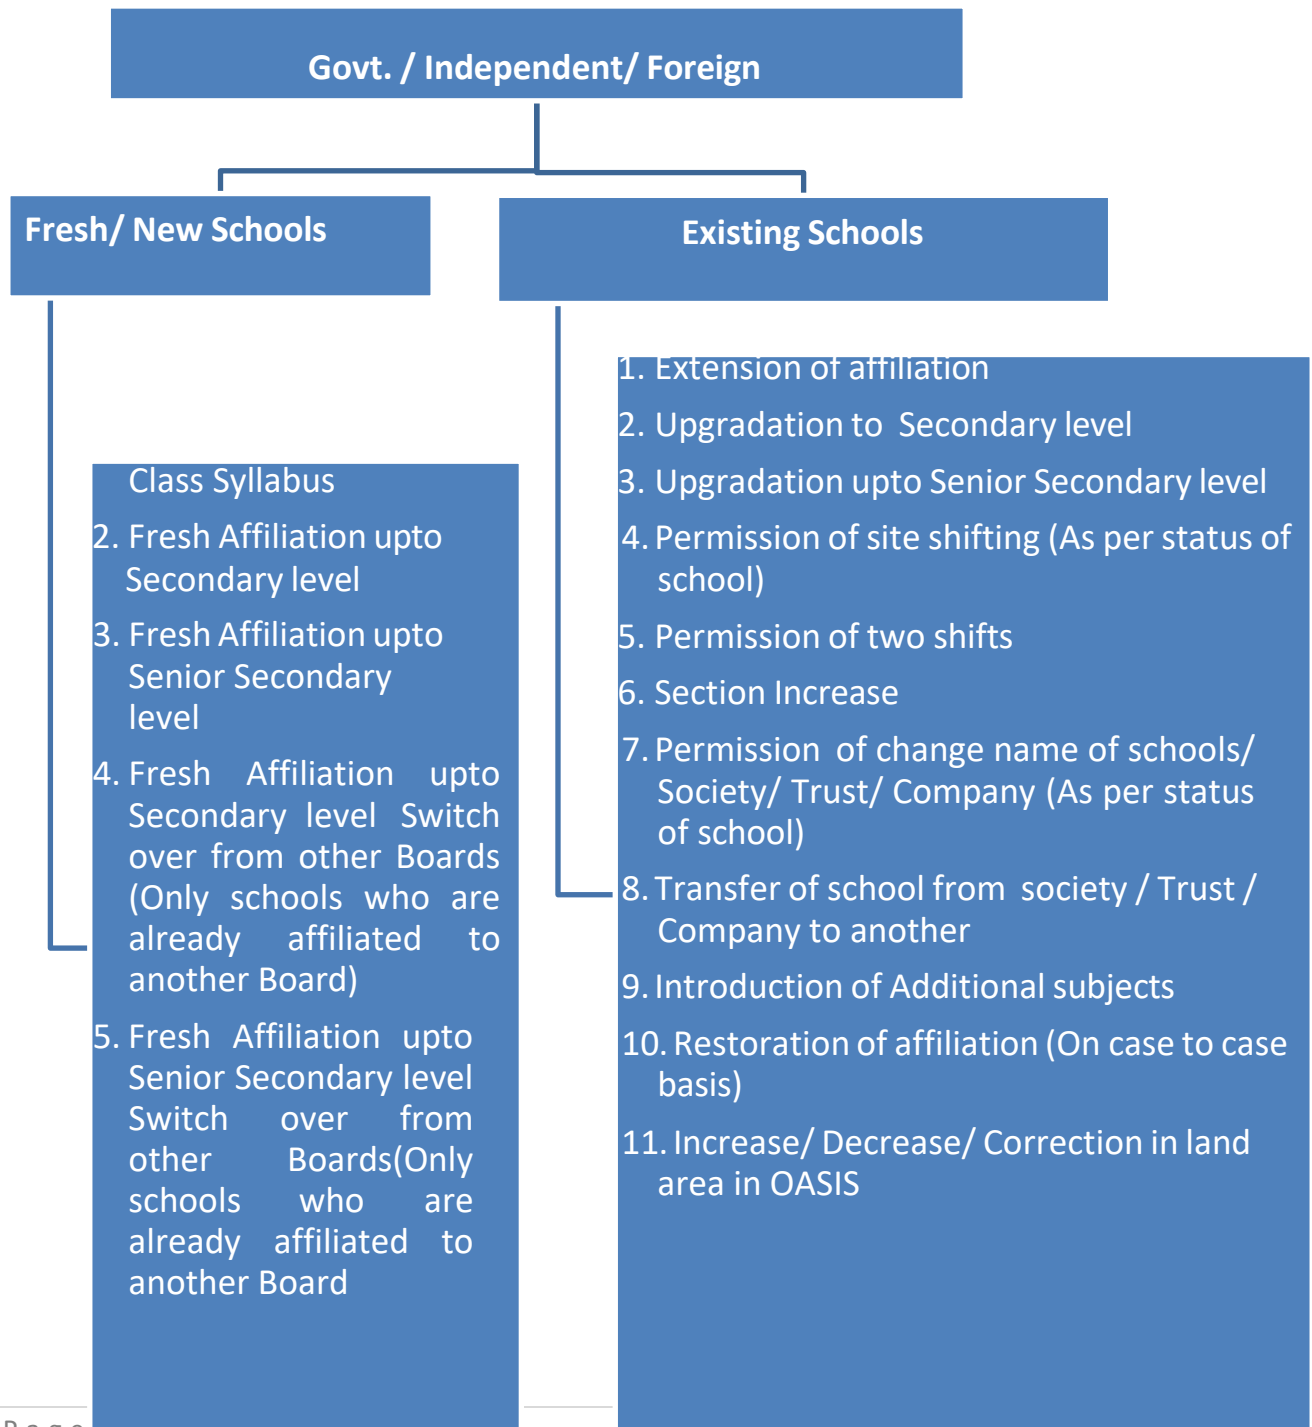 Govt. / Independent/ Foreign
Fresh/ New Schools
Existing Schools
Class Syllabus
2. Fresh Affiliation upto
Secondary level
3. Fresh Affiliation upto
Senior Secondary
level
4. Fresh Affiliation upto
Secondary level Switch
over from other Boards
(Only schools who are
already affiliated to
another Board)
5. Fresh Affiliation upto
Senior Secondary level
Switch over from
other Boards(Only
schools who are
already affiliated to
another Board
1. Extension of affiliation
2. Upgradation to Secondary level
3. Upgradation upto Senior Secondary level
4. Permission of site shifting (As per status of
school)
5. Permission of two shifts
6. Section Increase
7. Permission of change name of schools/
Society/ Trust/ Company (As per status
of school)
8. Transfer of school from society / Trust /
Company to another
9. Introduction of Additional subjects
10. Restoration of affiliation (On case to case
basis)
11. Increase/ Decrease/ Correction in land
area in OASIS